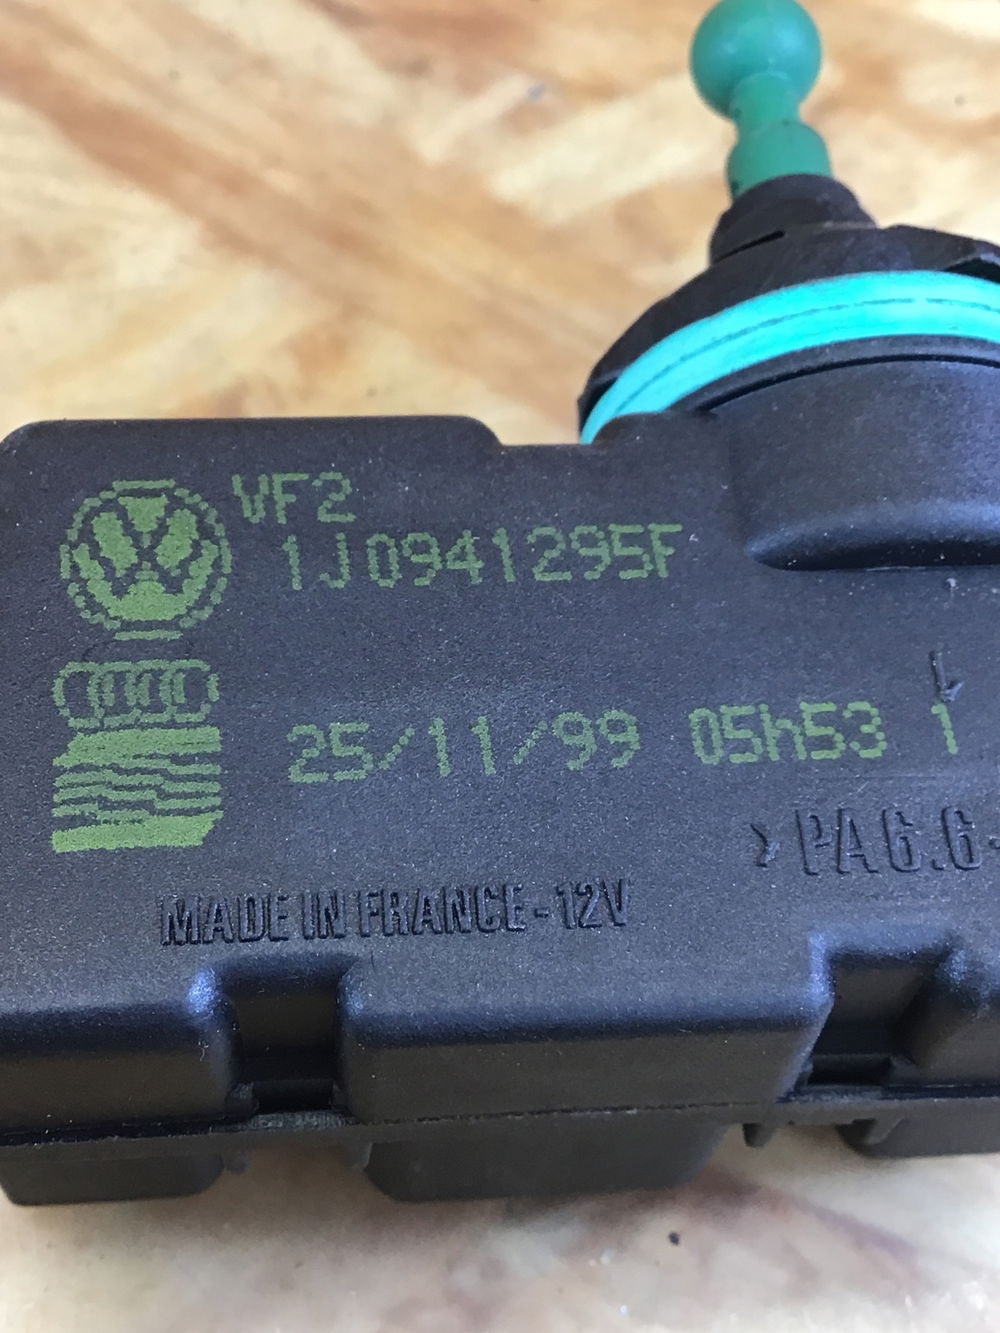 VF2
1J0941295F
25/11/99 05h53 1
>PA6.6-
MADE IN FRANCE-12V